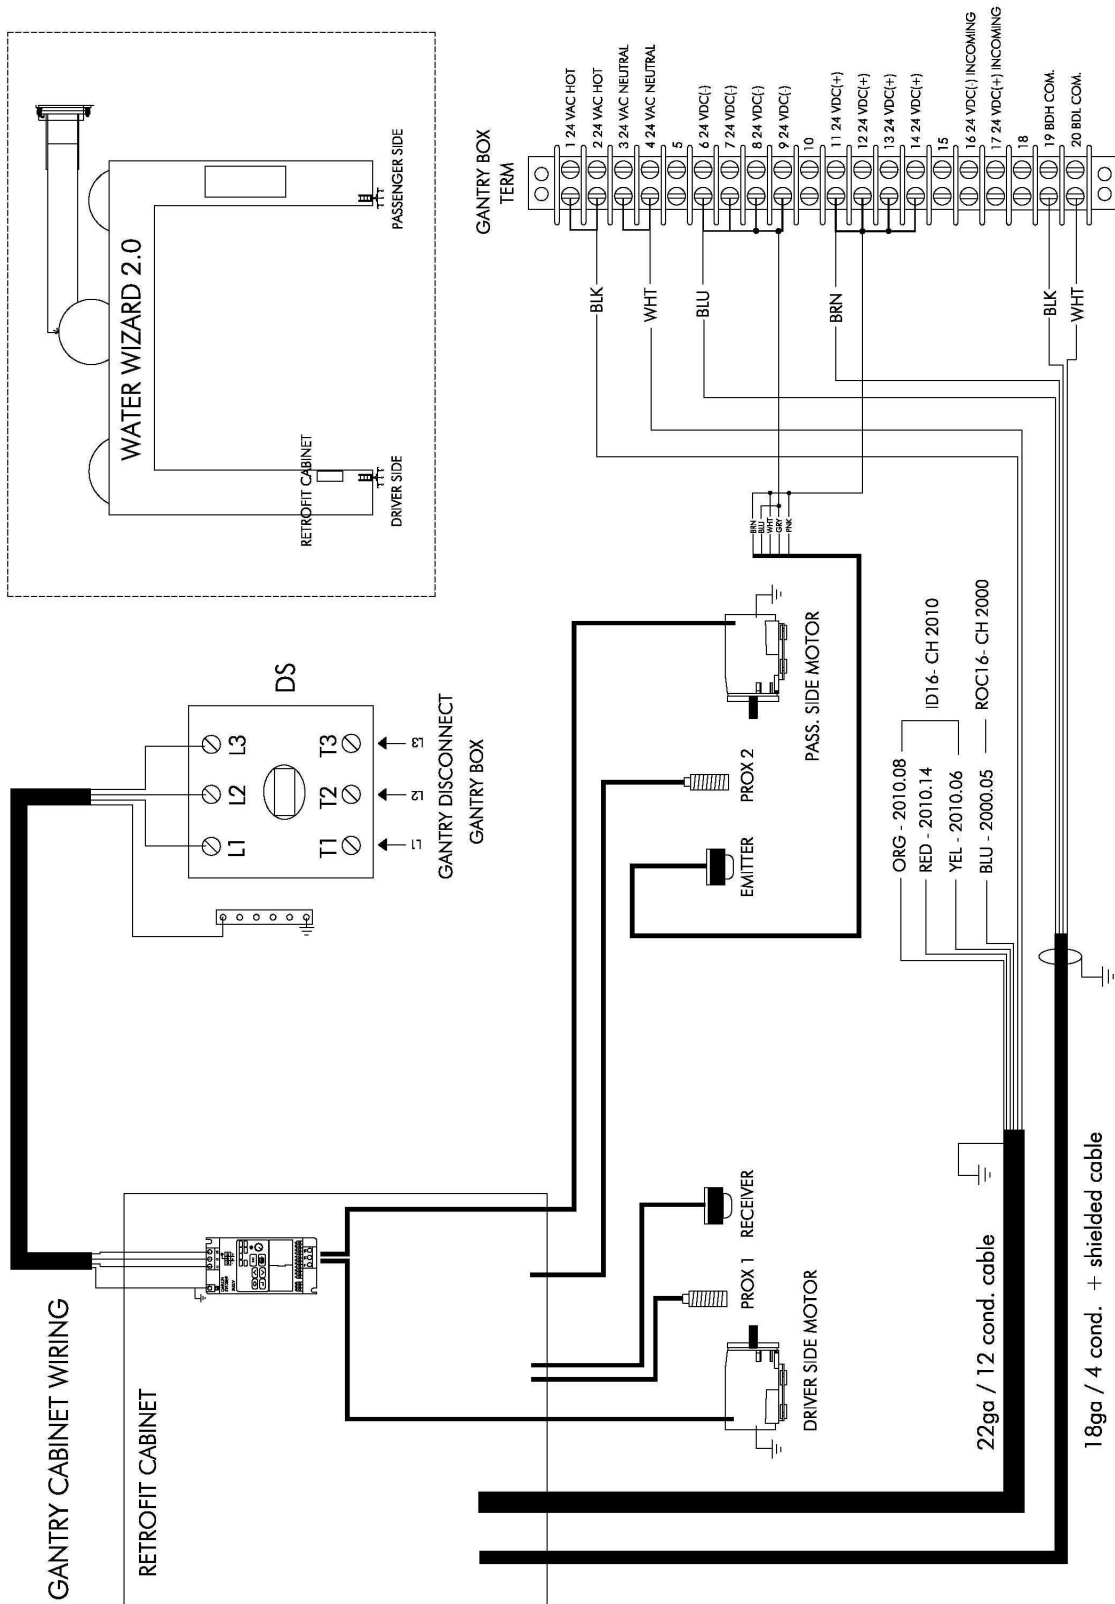 GANTRY CABINET WIRING
RETROFIT CABINET
WATER WIZARD 2.0
RETROFIT CABINET
DRIVER SIDE
PASSENGER SIDE
DS
L1 L2 L3
T1 T2 T3
L1 L2 L3
GANTRY DISCONNECT
GANTRY BOX
DRIVER SIDE MOTOR
PROX 1
RECEIVER
EMITTER
PROX 2
PASS. SIDE MOTOR
BRN
BLU
WHT
GRY
PNK
GANTRY BOX
TERM
1 24 VAC HOT
2 24 VAC HOT
3 24 VAC NEUTRAL
4 24 VAC NEUTRAL
5
6 24 VDC(-)
7 24 VDC(-)
8 24 VDC(-)
9 24 VDC(-)
10
11 24 VDC(+)
12 24 VDC(+)
13 24 VDC(+)
14 24 VDC(+)
15
16 24 VDC(-) INCOMING
17 24 VDC(+) INCOMING
18
19 BDH COM.
20 BDL COM.
BLK
WHT
BLU
BRN
BLK
WHT
ORG - 2010.08
RED - 2010.14
YEL - 2010.06
BLU - 2000.05
ID16- CH 2010
ROC16- CH 2000
22ga / 12 cond. cable
18ga / 4 cond. + shielded cable